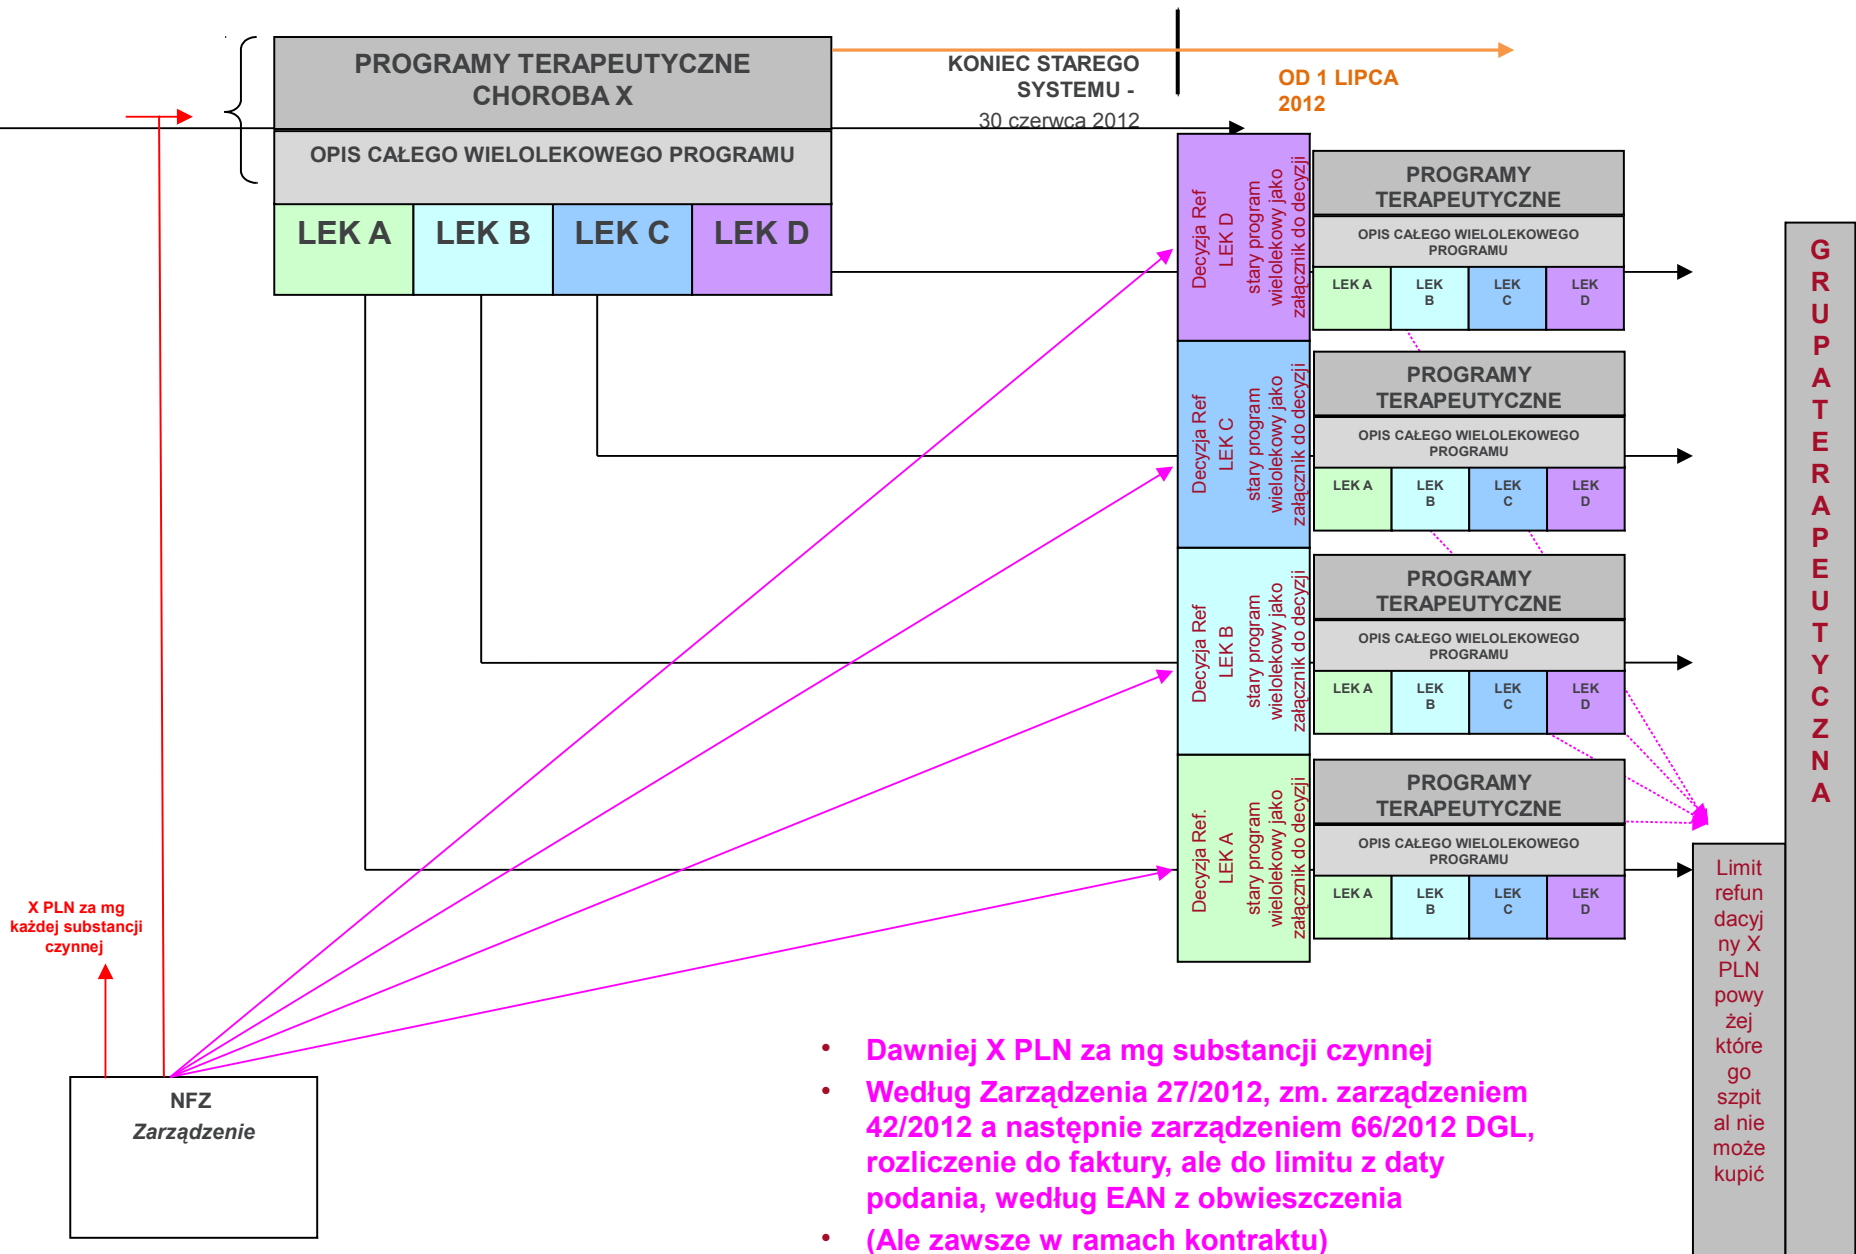 PROGRAMY TERAPEUTYCZNE
CHOROBA X
OPIS CAŁEGO WIELOLEKOWEGO PROGRAMU
LEK A
LEK B
LEK C
LEK D
KONIEC STAREGO
SYSTEMU -
30 czerwca 2012
OD 1 LIPCA
2012
Decyzja Ref
LEK D
stary program
wielolekowy jako
załącznik do decyzji
PROGRAMY
TERAPEUTYCZNE
OPIS CAŁEGO WIELOLEKOWEGO
PROGRAMU
LEK A
LEK
B
LEK
C
LEK
D
Decyzja Ref
LEK C
stary program
wielolekowy jako
załącznik do decyzji
PROGRAMY
TERAPEUTYCZNE
OPIS CAŁEGO WIELOLEKOWEGO
PROGRAMU
LEK A
LEK
B
LEK
C
LEK
D
Decyzja Ref
LEK B
stary program
wielolekowy jako
załącznik do decyzji
PROGRAMY
TERAPEUTYCZNE
OPIS CAŁEGO WIELOLEKOWEGO
PROGRAMU
LEK A
LEK
B
LEK
C
LEK
D
Decyzja Ref.
LEK A
stary program
wielolekowy jako
załącznik do decyzji
PROGRAMY
TERAPEUTYCZNE
OPIS CAŁEGO WIELOLEKOWEGO
PROGRAMU
LEK A
LEK
B
LEK
C
LEK
D
G
R
U
P
A
T
E
R
A
P
E
U
T
Y
C
Z
N
A
Limit
refun
dacyj
ny X
PLN
powy
żej
które
go
szpit
al nie
może
kupić
X PLN za mg
każdej substancji
czynnej
NFZ
Zarządzenie
• Dawniej X PLN za mg substancji czynnej
• Według Zarządzenia 27/2012, zm. zarządzeniem
42/2012 a następnie zarządzeniem 66/2012 DGL,
rozliczenie do faktury, ale do limitu z daty
podania, według EAN z obwieszczenia
• (Ale zawsze w ramach kontraktu)